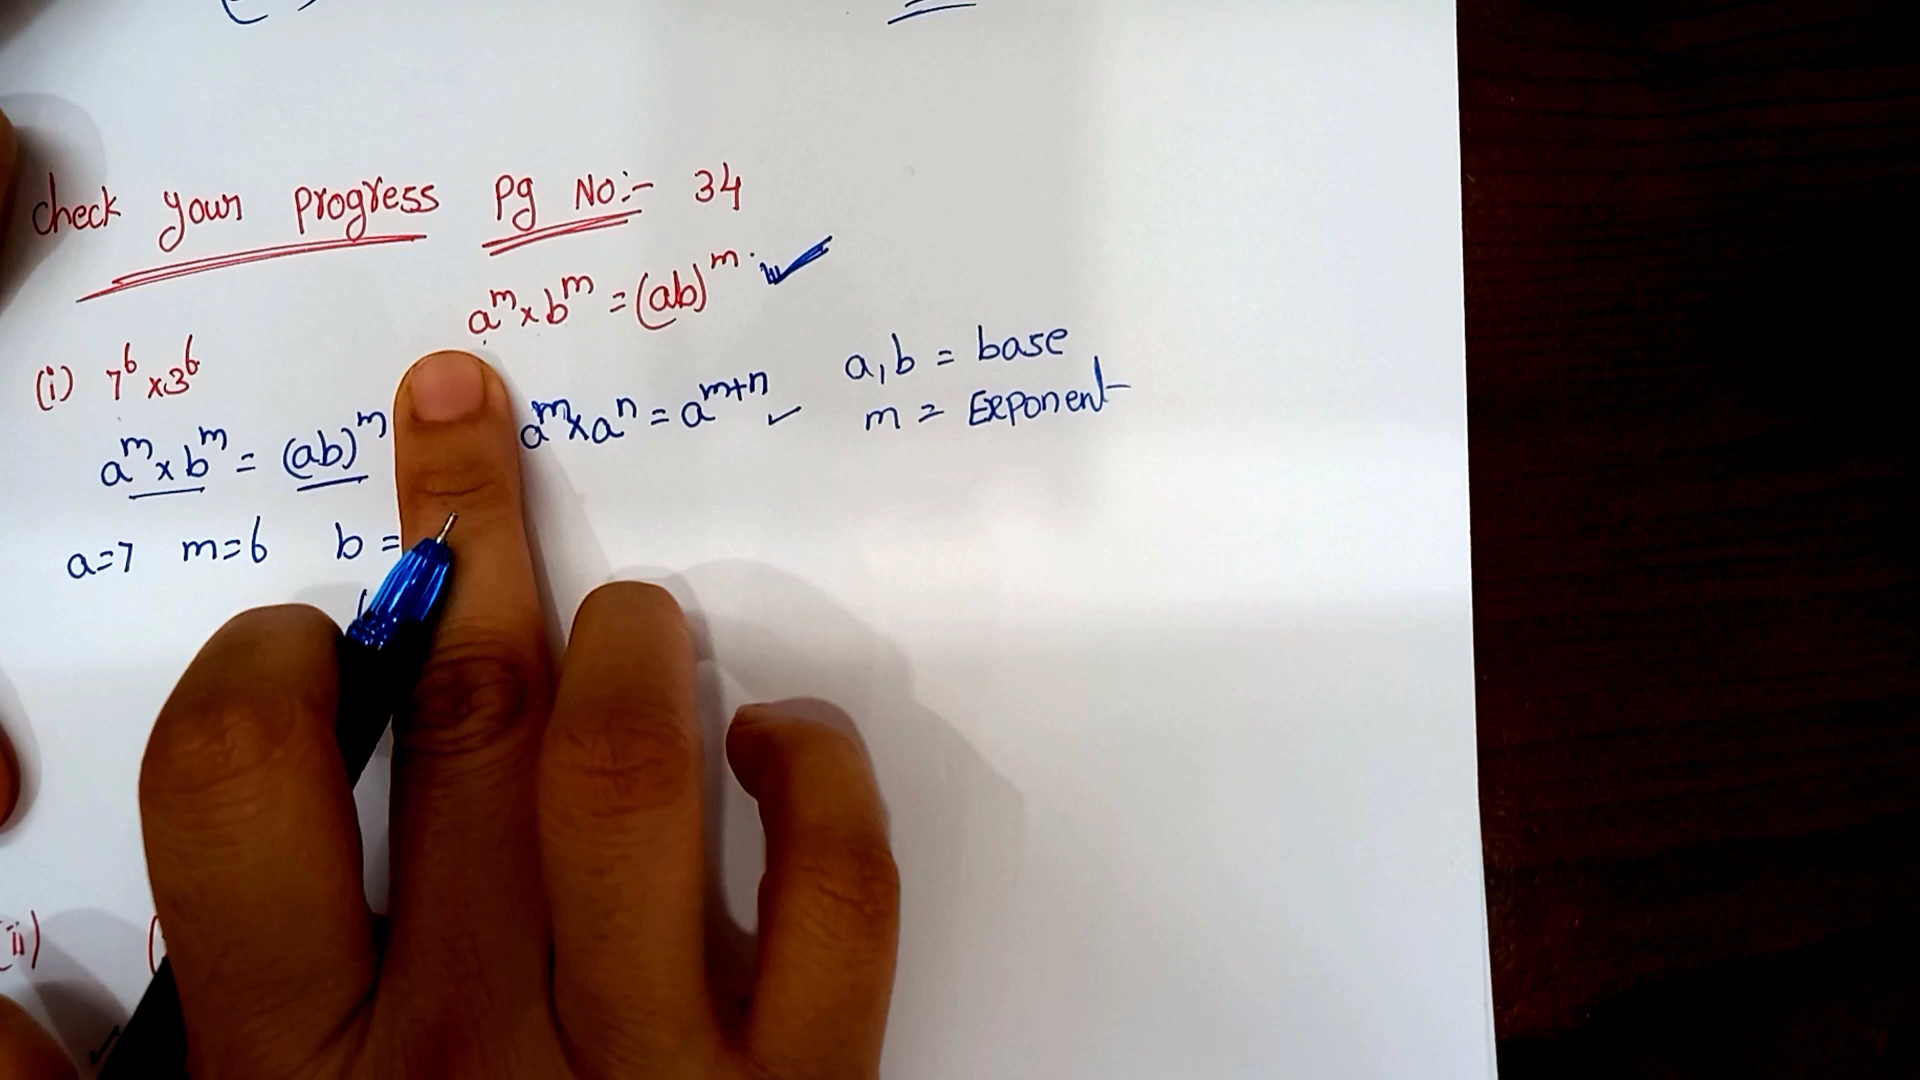 check your progress Pg No:- 34
a^m x b^m = (ab)^m.
(i) 7^6 x 3^6
a^m x b^m = (ab)^m
a^m x a^n = a^(m+n)
a,b = base
m = Exponent
a=7 m=6 b =
(ii) (